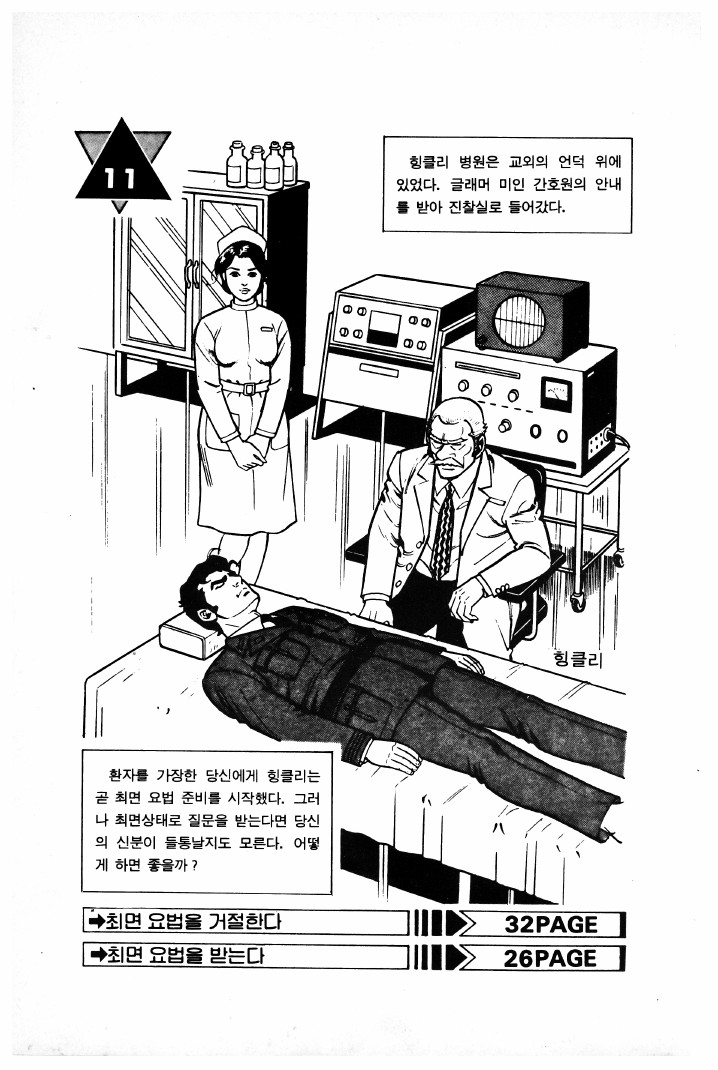 11
힝클리 병원은 교외의 언덕 위에
있었다. 글래머 미인 간호원의 안내
를 받아 진찰실로 들어갔다.
힝클리
환자를 가장한 당신에게 힝클리는
곧 최면 요법 준비를 시작했다. 그러
나 최면상태로 질문을 받는다면 당신
의 신분이 들통날지도 모른다. 어떻
게 하면 좋을까?
➡최면 요법을 거절한다 32PAGE
➡최면 요법을 받는다 26PAGE